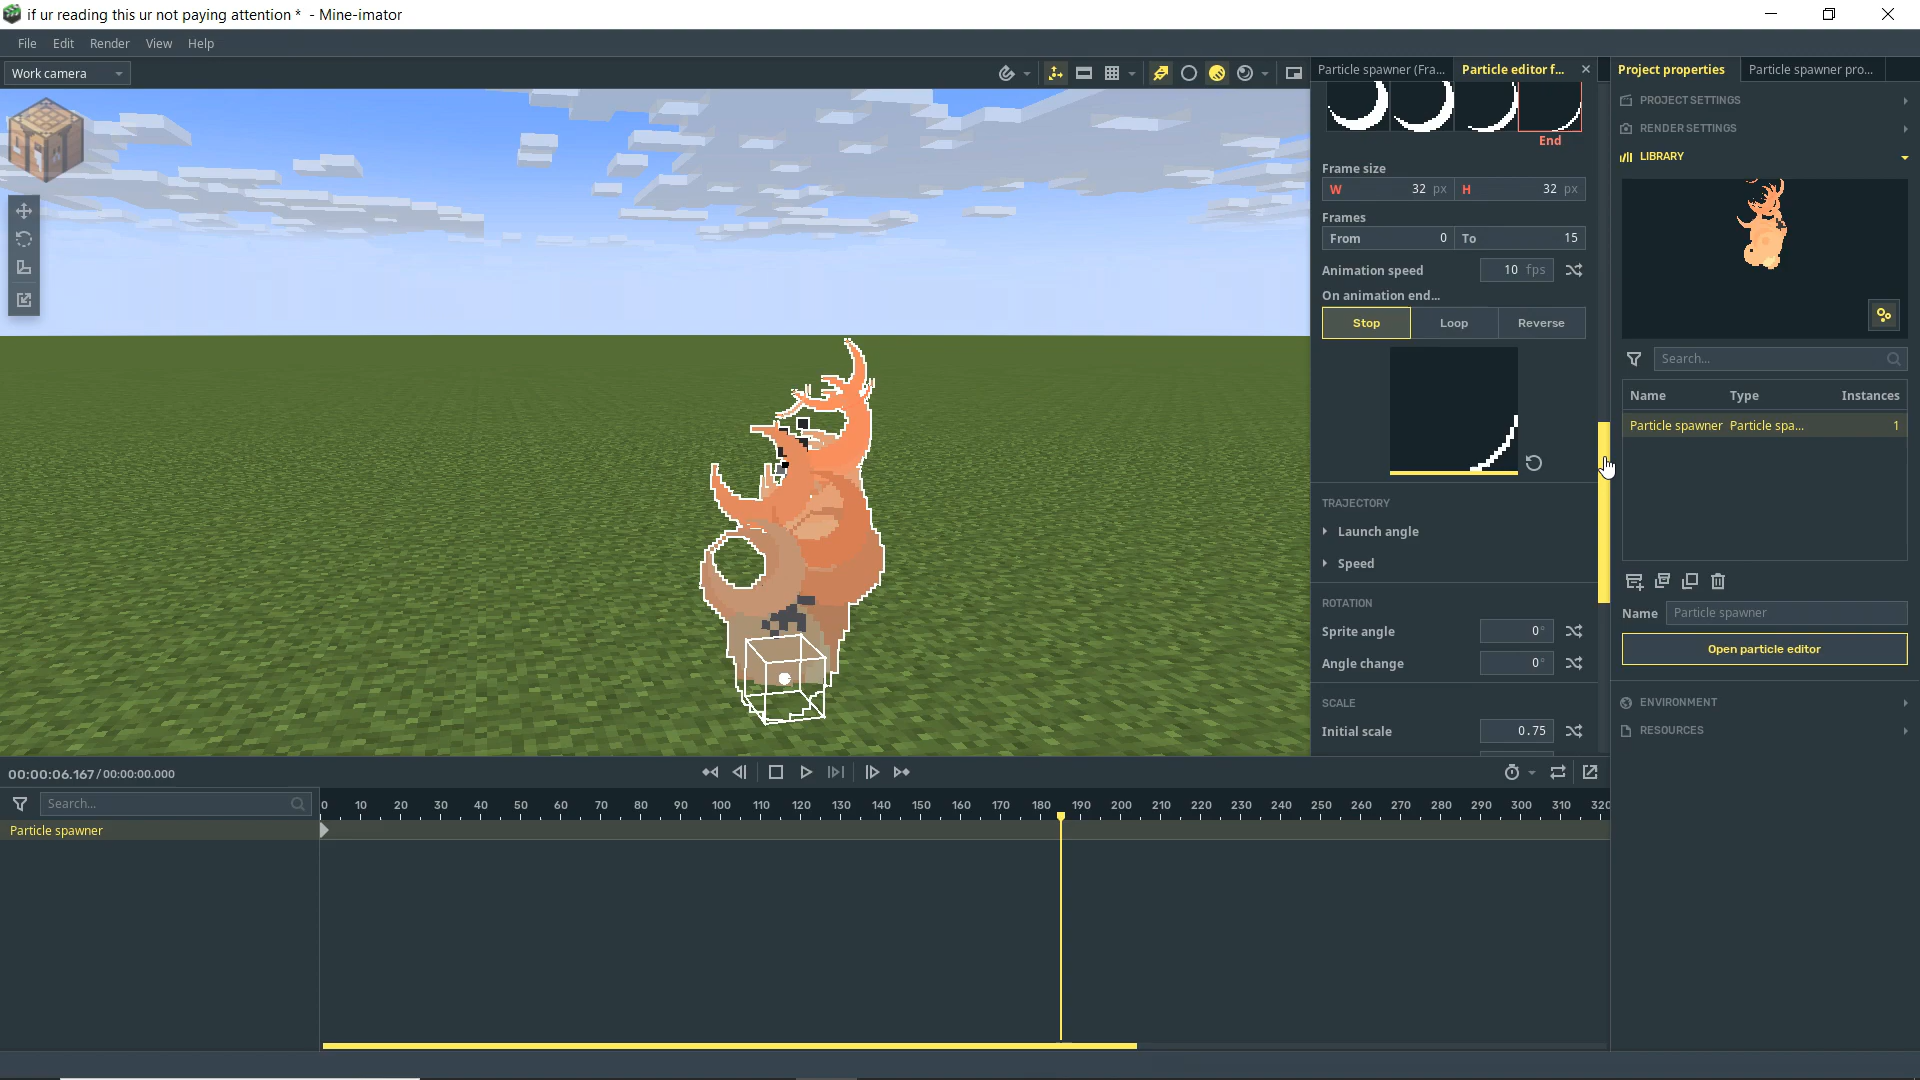 if ur reading this ur not paying attention * - Mine-imator
File Edit Render View Help
Work camera
Particle spawner (Fra... Particle editor f... Project properties Particle spawner pro...
PROJECT SETTINGS
RENDER SETTINGS
LIBRARY
End
Frame size
W 32 px H 32 px
Frames
From 0 To 15
Animation speed 10 fps
On animation end...
Stop Loop Reverse
TRAJECTORY
Launch angle
Speed
ROTATION
Sprite angle 0°
Angle change 0°
SCALE
Initial scale 0.75
Search...
Name Type Instances
Particle spawner Particle spa... 1
Name Particle spawner
Open particle editor
ENVIRONMENT
RESOURCES
00:00:06.167/00:00:00.000
Search...
0 10 20 30 40 50 60 70 80 90 100 110 120 130 140 150 160 170 180 190 200 210 220 230 240 250 260 270 280 290 300 310 320
Particle spawner